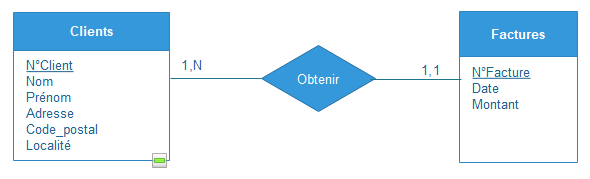 Clients
N°Client
Nom
Prénom
Adresse
Code_postal
Localité
1,N
Obtenir
1,1
Factures
N°Facture
Date
Montant